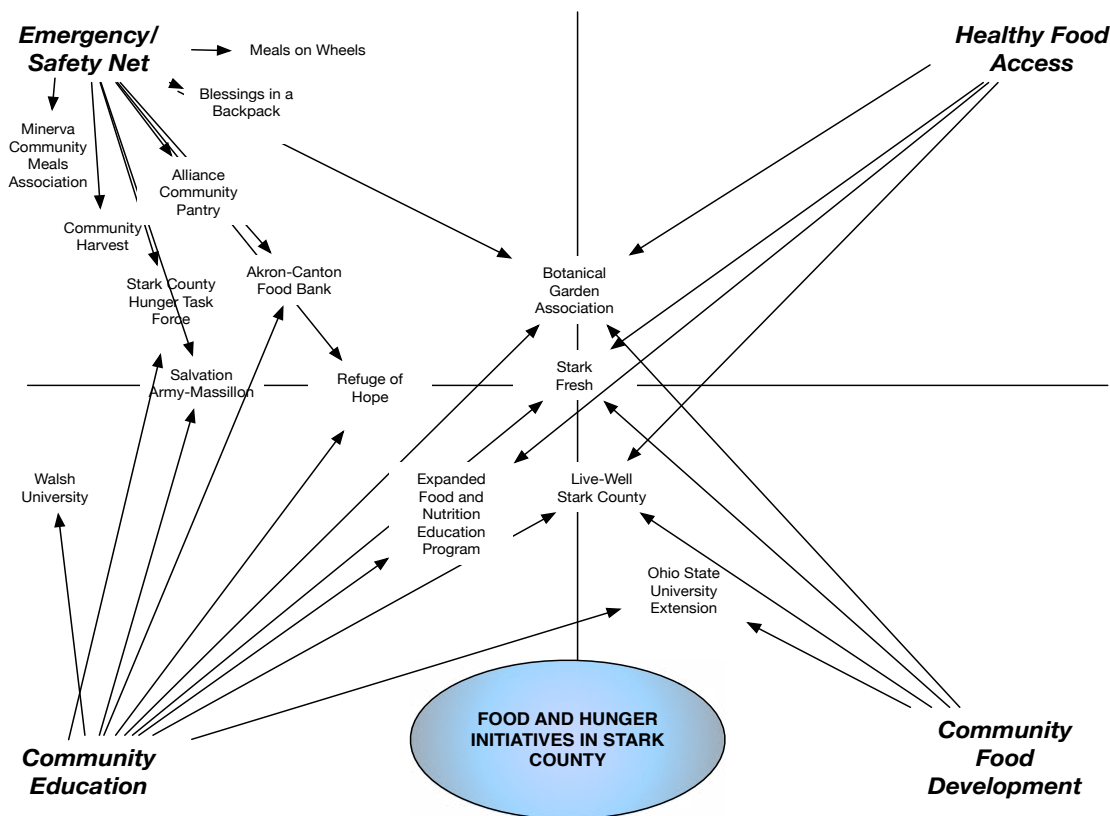 Emergency/
Safety Net
Meals on Wheels
Healthy Food
Access
Blessings in a
Backpack
Minerva
Community
Meals
Association
Alliance
Community
Pantry
Community
Harvest
Stark County
Hunger Task
Force
Akron-Canton
Food Bank
Botanical
Garden
Association
Salvation
Army-Massillon
Refuge of
Hope
Stark
Fresh
Walsh
University
Expanded
Food and
Nutrition
Education
Program
Live-Well
Stark County
Ohio State
University
Extension
FOOD AND HUNGER
INITIATIVES IN STARK
COUNTY
Community
Education
Community
Food
Development